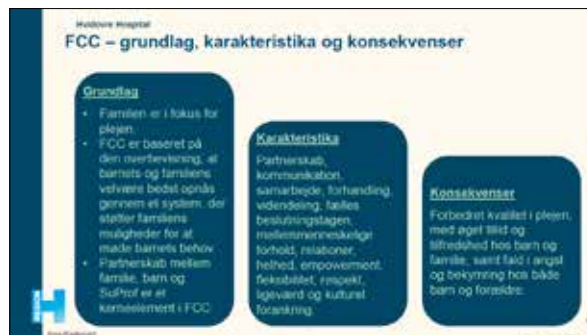 Hvidovre Hospital
FCC – grundlag, karakteristika og konsekvenser
Grundlag
• Familien er i fokus for
plejen.
• FCC er baseret på
den overbevisning, at
barnets og familiens
velvære bedst opnås
gennem et system, der
støtter familiens
muligheder for at
møde barnets behov.
• Partnerskab mellem
familie, barn og
SuProf er et
kerneelement i FCC
Karakteristika
Partnerskab,
kommunikation,
samarbejde, forhandling,
videndeling, fælles
beslutningstagen,
mellemmenneskelige
forhold, relationer,
helhed, empowerment,
fleksibilitet, respekt,
ligeværd og kulturel
forankring.
Konsekvenser
Forbedret kvalitet i plejen,
med øget tillid og
tilfredshed hos barn og
familie, samt fald i angst
og bekymring hos både
barn og forældre.